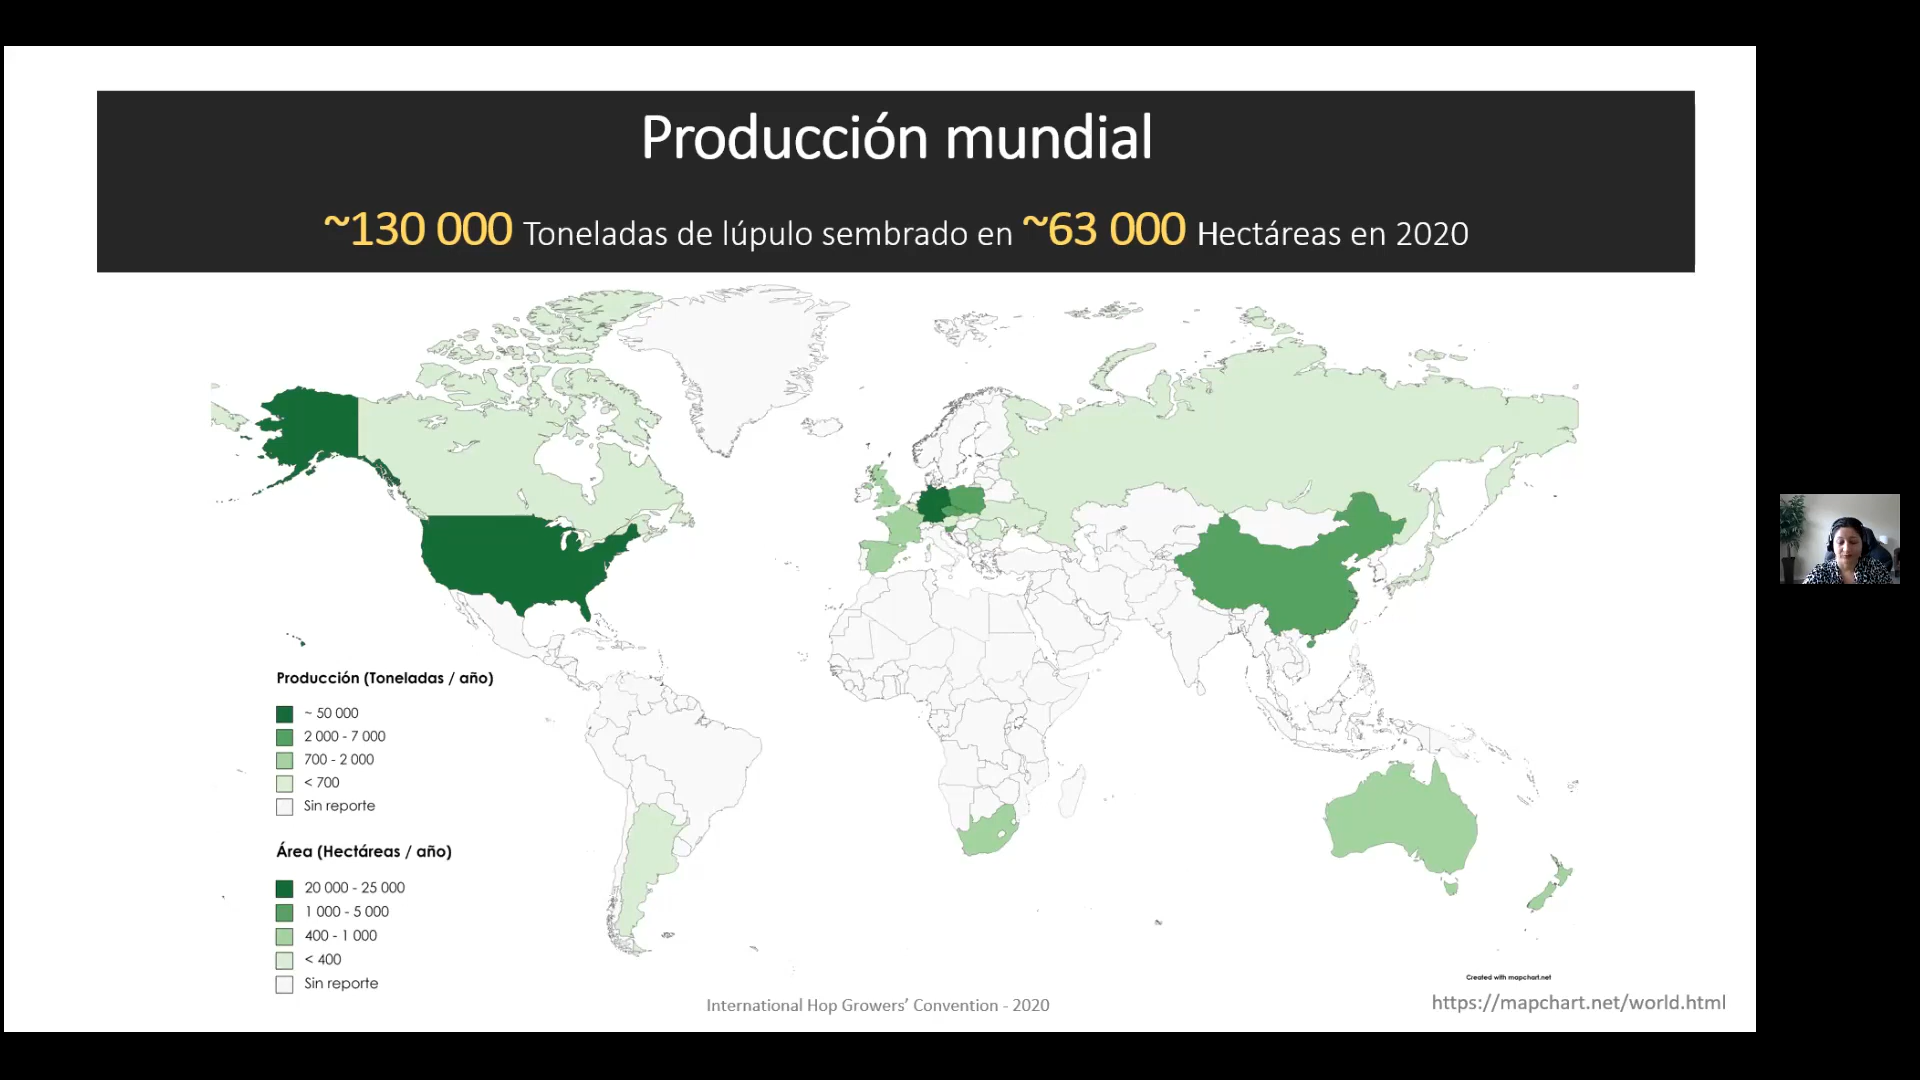 Producción mundial
~130 000 Toneladas de lúpulo sembrado en ~63 000 Hectáreas en 2020
Producción (Toneladas / año)
~ 50 000
2 000 - 7 000
700 - 2 000
< 700
Sin reporte
Área (Hectáreas / año)
20 000 - 25 000
1 000 - 5 000
400 - 1 000
< 400
Sin reporte
Created with mapchart.net
International Hop Growers’ Convention - 2020
https://mapchart.net/world.html